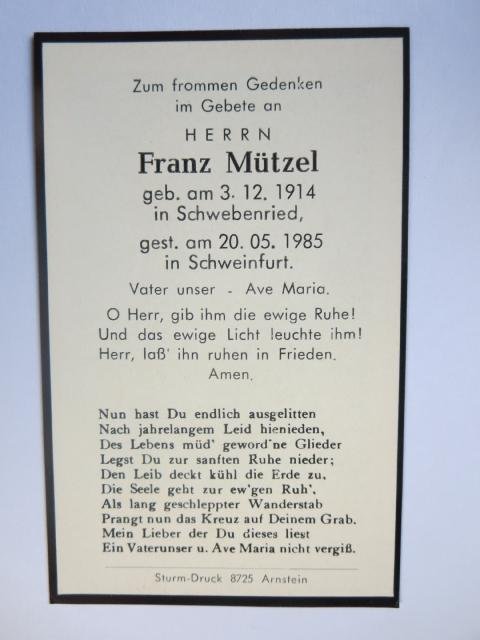 Zum frommen Gedenken
im Gebete an
HERRN
Franz Mützel
geb. am 3. 12. 1914
in Schwebenried,
gest. am 20. 05. 1985
in Schweinfurt.
Vater unser - Ave Maria.
O Herr, gib ihm die ewige Ruhe!
Und das ewige Licht leuchte ihm!
Herr, laß' ihn ruhen in Frieden.
Amen.
Nun hast Du endlich ausgelitten
Nach jahrelangem Leid hienieden,
Des Lebens müd' geword'ne Glieder
Legst Du zur sanften Ruhe nieder;
Den Leib deckt kühl die Erde zu,
Die Seele geht zur ew'gen Ruh'.
Als lang geschleppter Wanderstab
Prangt nun das Kreuz auf Deinem Grab.
Mein Lieber der Du dieses liest
Ein Vaterunser u. Ave Maria nicht vergiß.
Sturm-Druck 8725 Arnstein